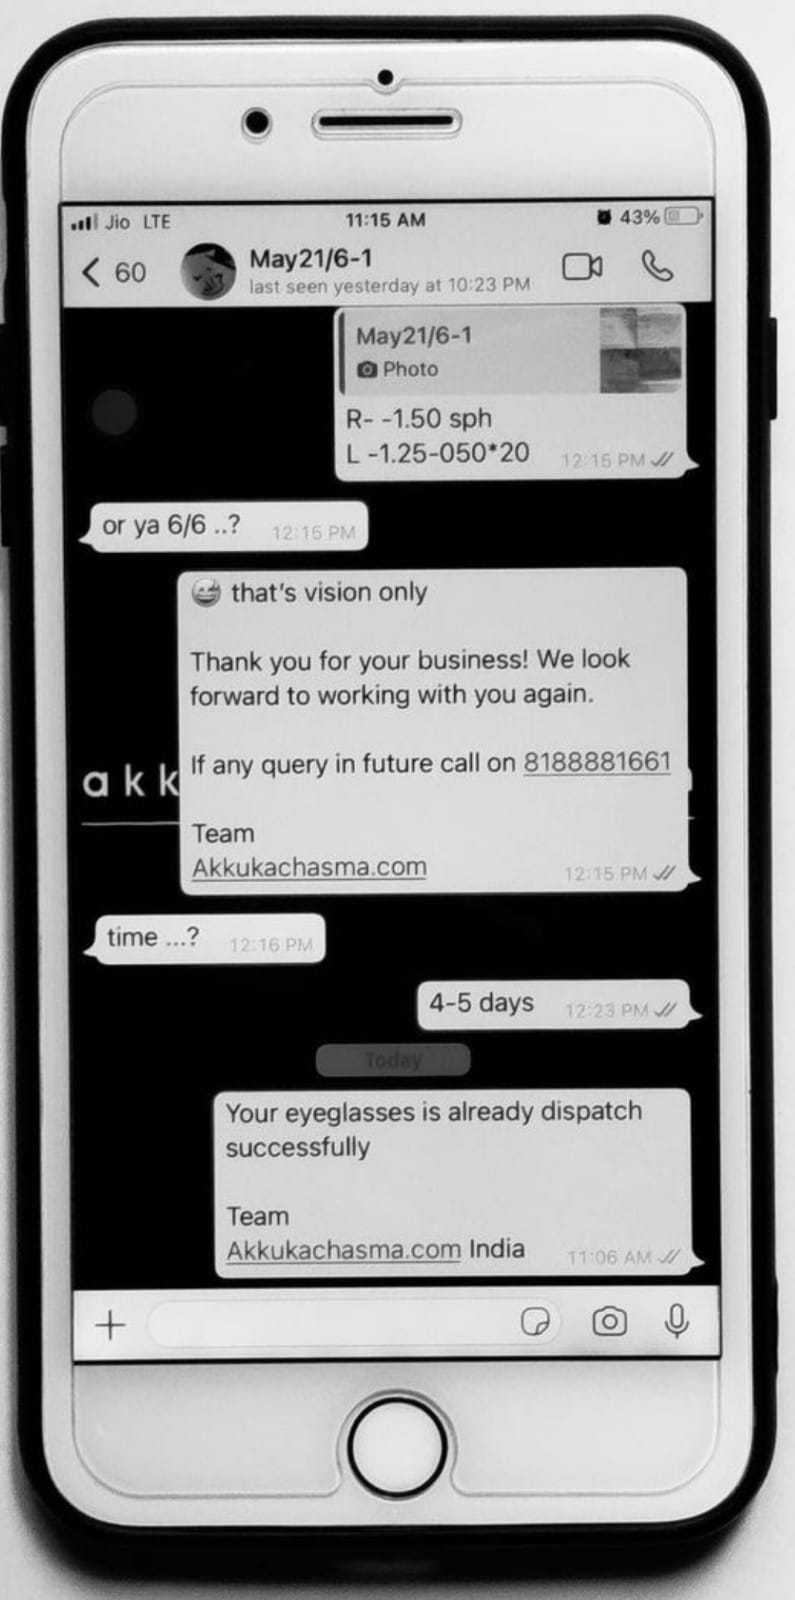 Jio LTE 11:15 AM 43%
60 May21/6-1
last seen yesterday at 10:23 PM
May21/6-1
Photo
R- -1.50 sph
L -1.25-050*20 12:15 PM
or ya 6/6 ..? 12:15 PM
😅 that's vision only
Thank you for your business! We look
forward to working with you again.
If any query in future call on 8188881661
akk
Team
Akkukachasma.com 12:15 PM
time ...? 12:16 PM
4-5 days 12:23 PM
Today
Your eyeglasses is already dispatch
successfully
Team
Akkukachasma.com India 11:06 AM